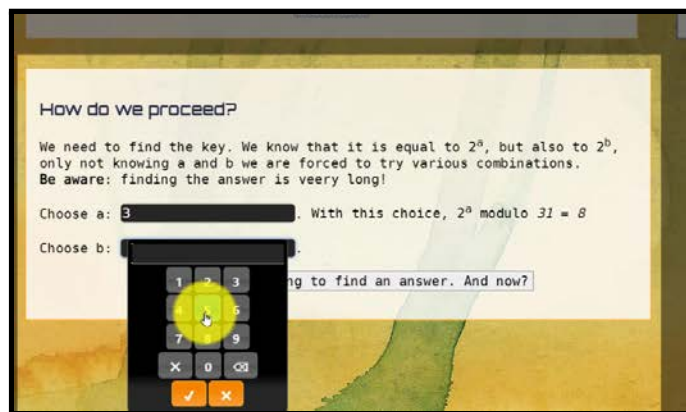 How do we proceed?
We need to find the key. We know that it is equal to 2ᵃ, but also to 2ᵇ,
only not knowing a and b we are forced to try various combinations.
Be aware: finding the answer is veery long!
Choose a: 3 . With this choice, 2ᵃ modulo 31 = 8
Choose b: .
ng to find an answer. And now?
1 2 3
4 5 6
7 8 9
✕ 0 ⌫
✓ ✕